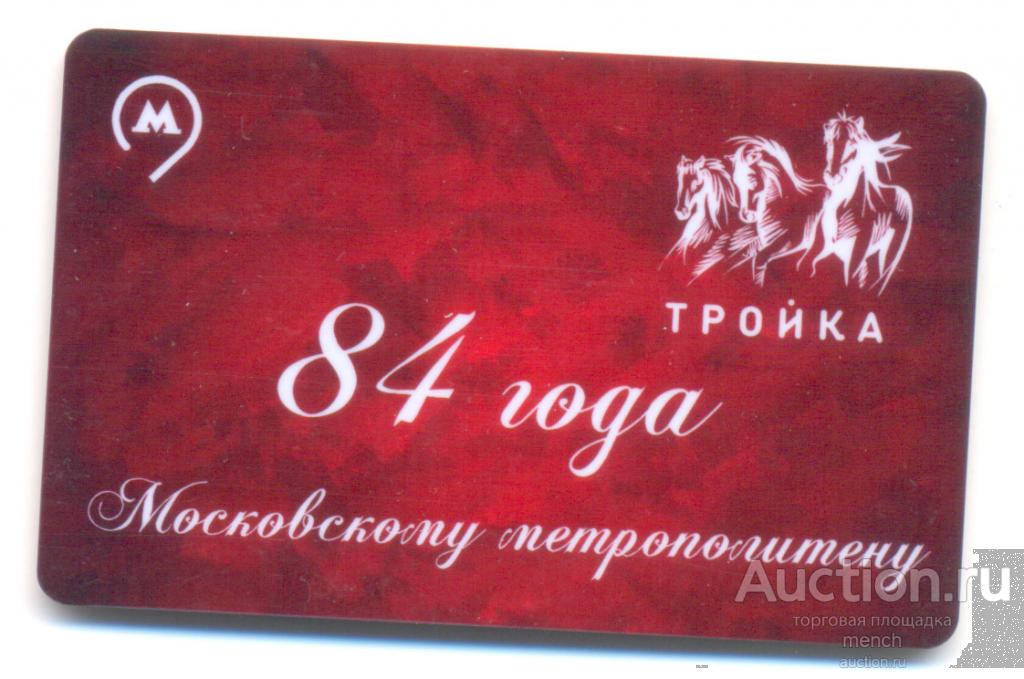 М
ТРОЙКА
84 года
Московскому метрополитену
Auction.ru
торговая площадка
mench
auction.ru